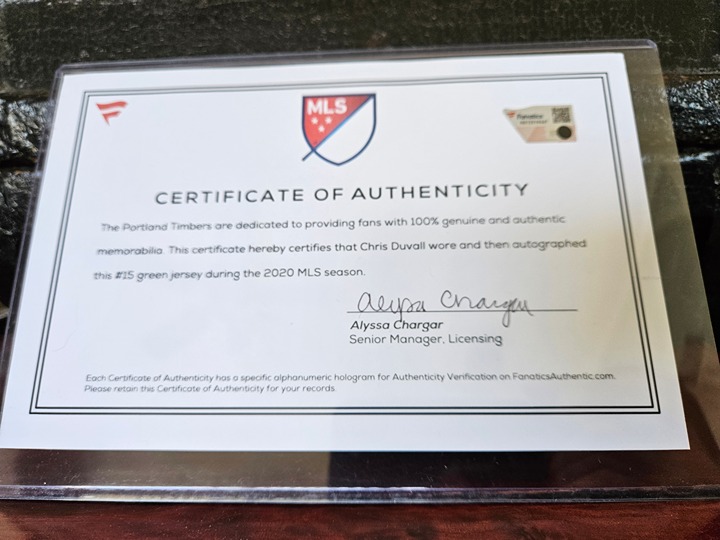 MLS
Fanatics
CERTIFICATE OF AUTHENTICITY
The Portland Timbers are dedicated to providing fans with 100% genuine and authentic
memorabilia. This certificate hereby certifies that Chris Duvall wore and then autographed
this #15 green jersey during the 2020 MLS season.
Alyssa Chargar
Alyssa Chargar
Senior Manager, Licensing
Each Certificate of Authenticity has a specific alphanumeric hologram for Authenticity Verification on FanaticsAuthentic.com.
Please retain this Certificate of Authenticity for your records.